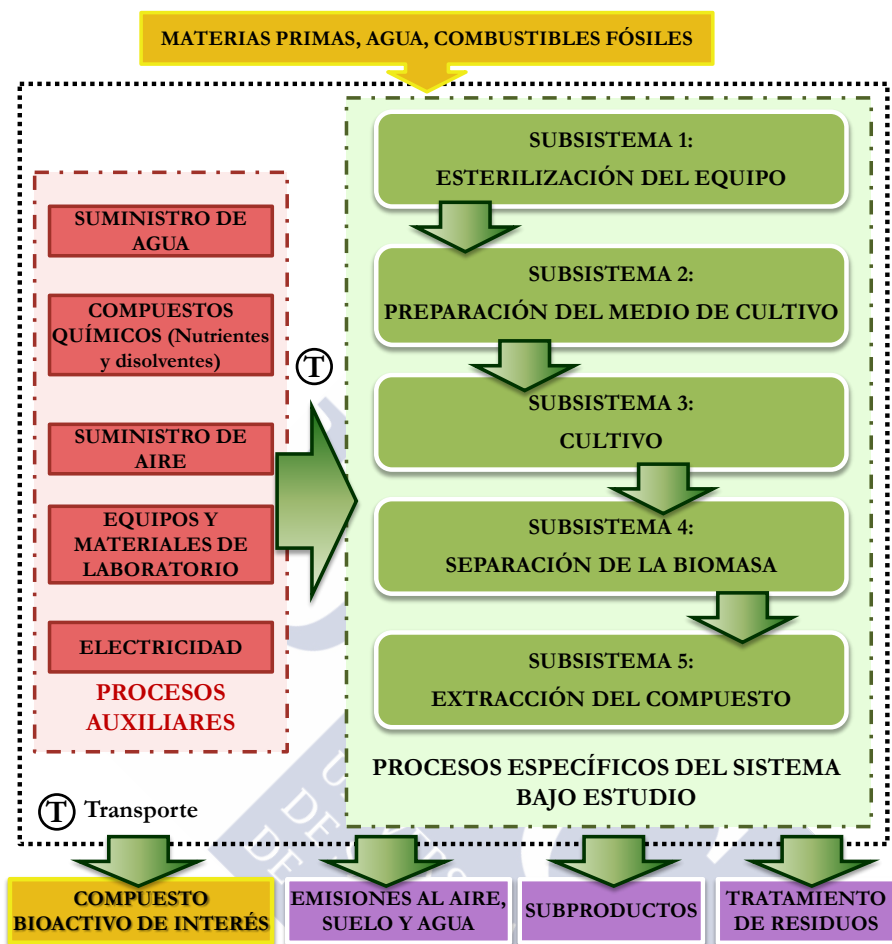 MATERIAS PRIMAS, AGUA, COMBUSTIBLES FÓSILES
SUMINISTRO DE
AGUA
COMPUESTOS
QUÍMICOS (Nutrientes
y disolventes)
SUMINISTRO DE
AIRE
EQUIPOS Y
MATERIALES DE
LABORATORIO
ELECTRICIDAD
PROCESOS
AUXILIARES
T
SUBSISTEMA 1:
ESTERILIZACIÓN DEL EQUIPO
SUBSISTEMA 2:
PREPARACIÓN DEL MEDIO DE CULTIVO
SUBSISTEMA 3:
CULTIVO
SUBSISTEMA 4:
SEPARACIÓN DE LA BIOMASA
SUBSISTEMA 5:
EXTRACCIÓN DEL COMPUESTO
PROCESOS ESPECÍFICOS DEL SISTEMA
BAJO ESTUDIO
T Transporte
COMPUESTO
BIOACTIVO DE INTERÉS
EMISIONES AL AIRE,
SUELO Y AGUA
SUBPRODUCTOS
TRATAMIENTO
DE RESIDUOS